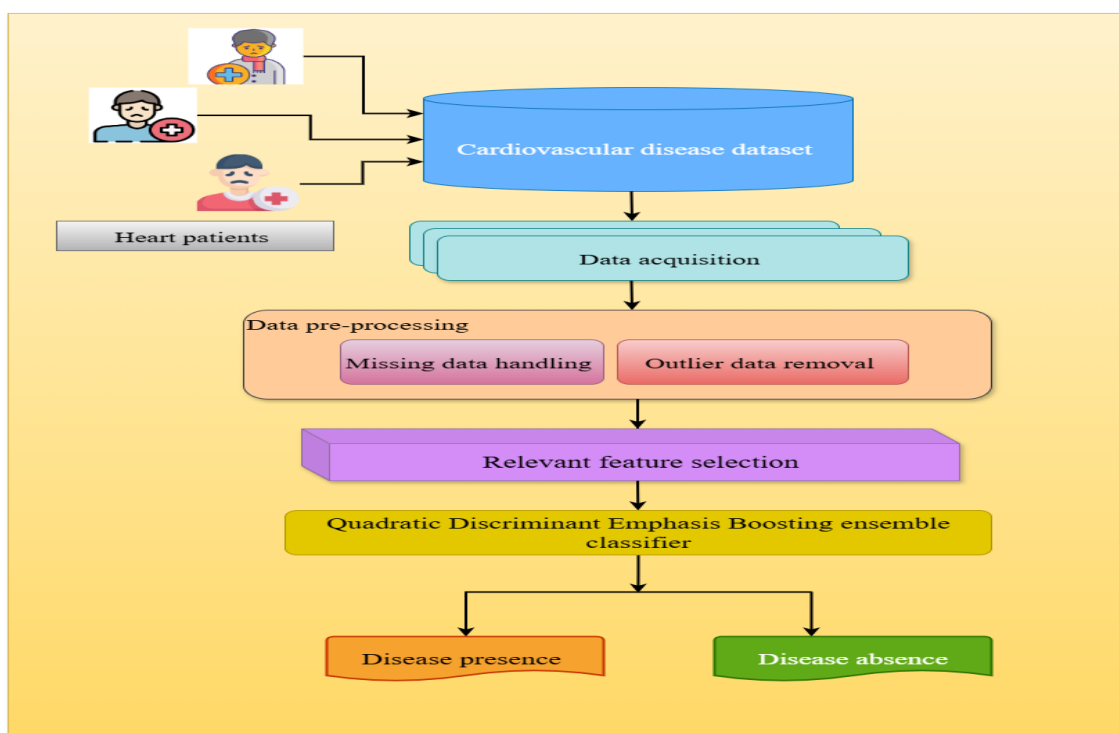 Cardiovascular disease dataset
Heart patients
Data acquisition
Data pre-processing
Missing data handling
Outlier data removal
Relevant feature selection
Quadratic Discriminant Emphasis Boosting ensemble
classifier
Disease presence
Disease absence